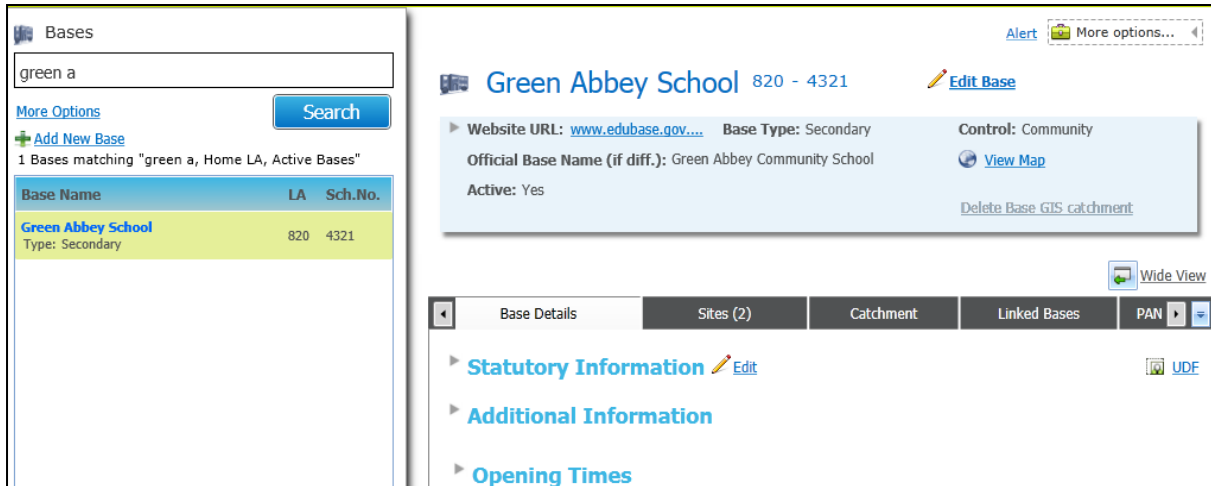 Bases
green a
More Options
Search
Add New Base
1 Bases matching "green a, Home LA, Active Bases"
Base Name LA Sch.No.
Green Abbey School
Type: Secondary 820 4321
Alert More options...
Green Abbey School 820 - 4321 Edit Base
Website URL: www.edubase.gov.... Base Type: Secondary Control: Community
Official Base Name (if diff.): Green Abbey Community School View Map
Active: Yes
Delete Base GIS catchment
Wide View
Base Details Sites (2) Catchment Linked Bases PAN
Statutory Information Edit UDF
Additional Information
Opening Times